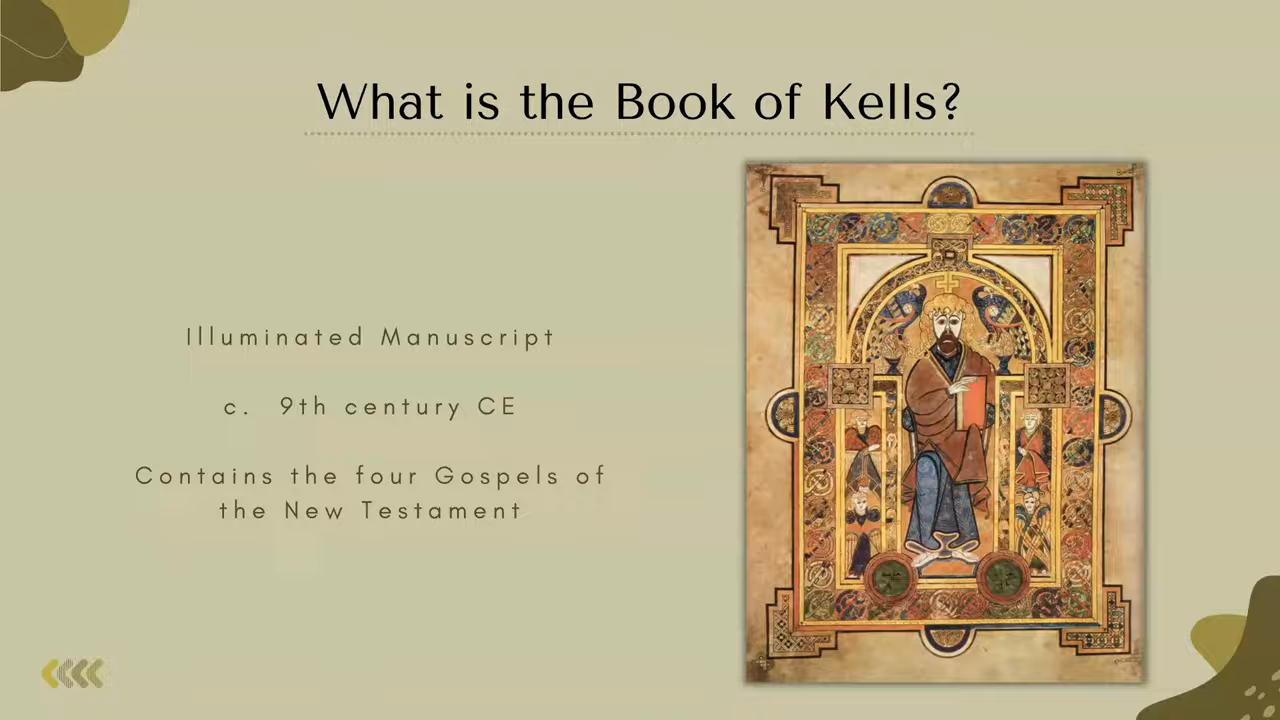 What is the Book of Kells?
Illuminated Manuscript
c. 9th century CE
Contains the four Gospels of
the New Testament